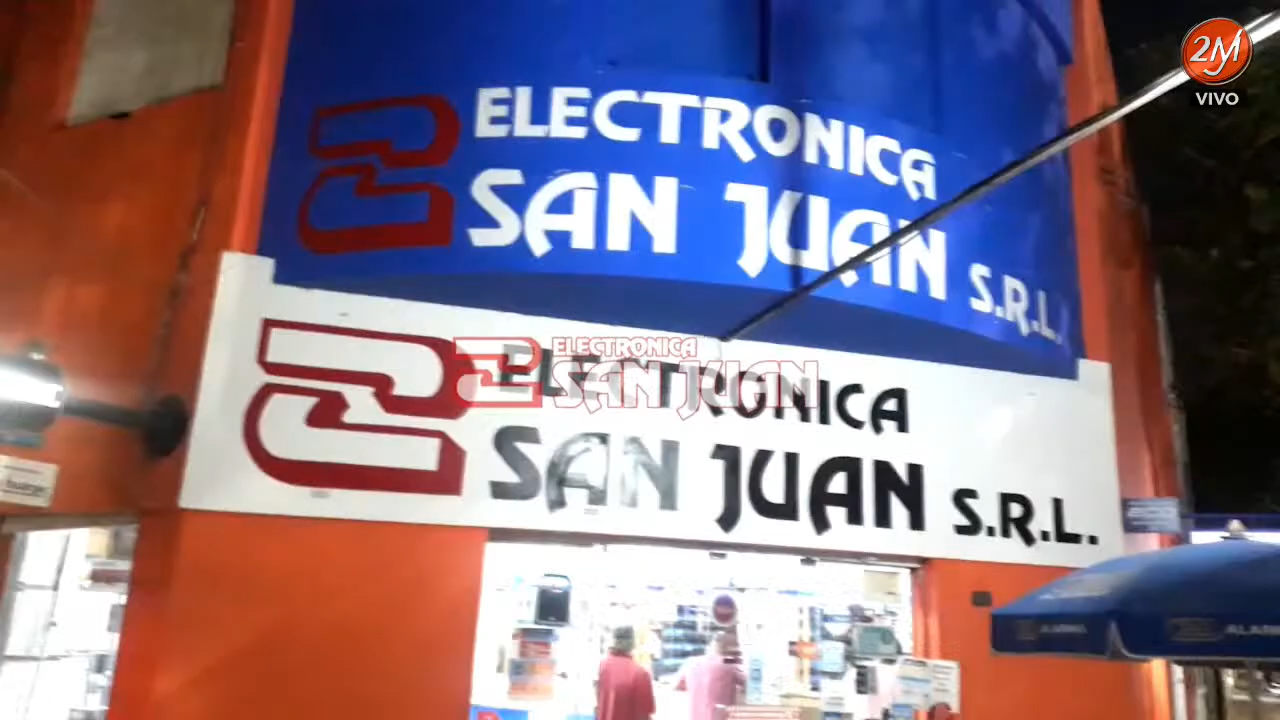 2M
VIVO
ELECTRONICA
SAN JUAN S.R.L.
ELECTRONICA
SAN JUAN
ELECTRONICA
SAN JUAN S.R.L.